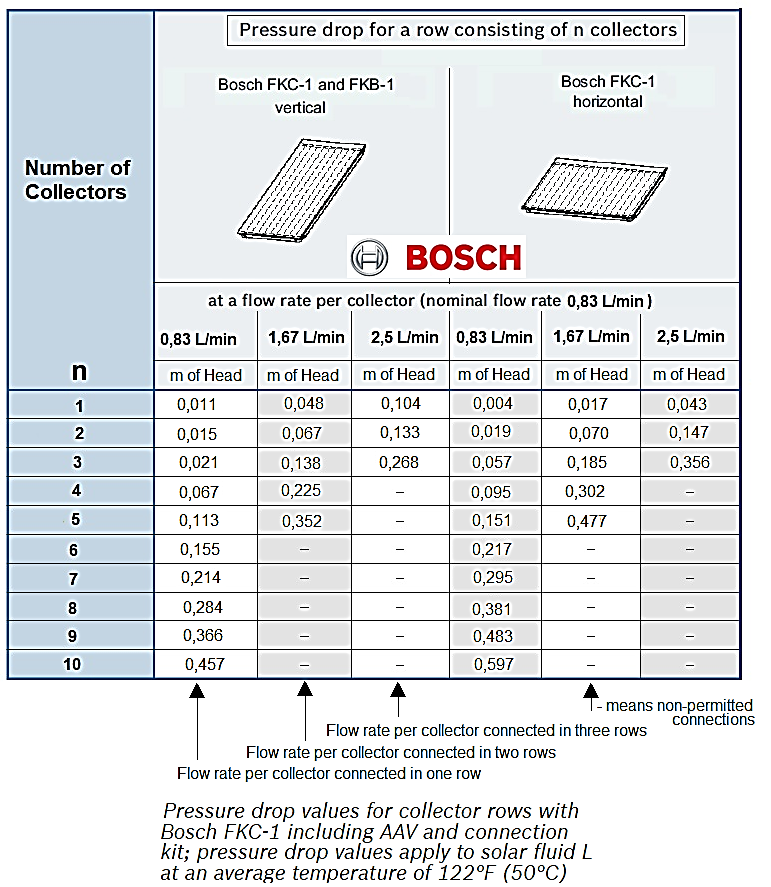 Pressure drop for a row consisting of n collectors
Bosch FKC-1 and FKB-1
vertical
Bosch FKC-1
horizontal
Number of
Collectors
BOSCH
at a flow rate per collector (nominal flow rate 0,83 L/min )
n
0,83 L/min 1,67 L/min 2,5 L/min 0,83 L/min 1,67 L/min 2,5 L/min
m of Head m of Head m of Head m of Head m of Head m of Head
1 0,011 0,048 0,104 0,004 0,017 0,043
2 0,015 0,067 0,133 0,019 0,070 0,147
3 0,021 0,138 0,268 0,057 0,185 0,356
4 0,067 0,225 – 0,095 0,302 –
5 0,113 0,352 – 0,151 0,477 –
6 0,155 – – 0,217 – –
7 0,214 – – 0,295 – –
8 0,284 – – 0,381 – –
9 0,366 – – 0,483 – –
10 0,457 – – 0,597 – –
- means non-permitted
connections
Flow rate per collector connected in three rows
Flow rate per collector connected in two rows
Flow rate per collector connected in one row
Pressure drop values for collector rows with
Bosch FKC-1 including AAV and connection
kit; pressure drop values apply to solar fluid L
at an average temperature of 122ºF (50ºC)